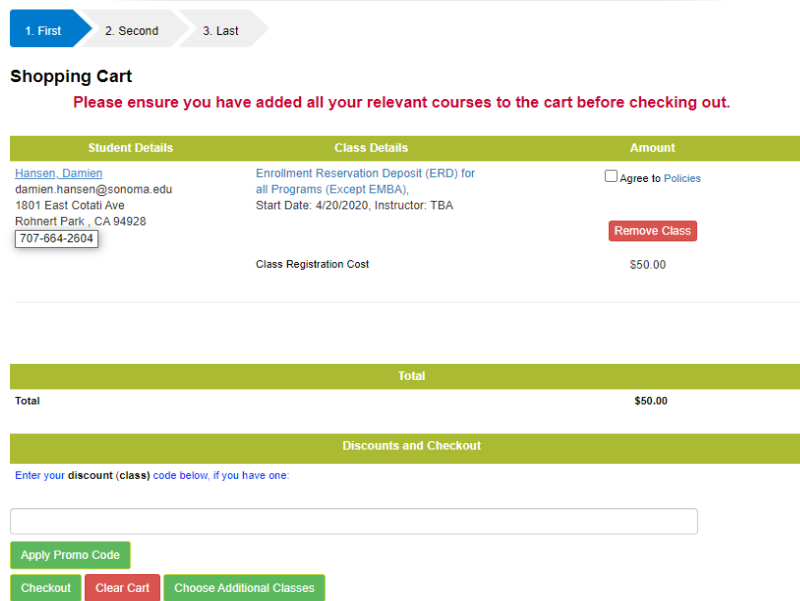 1. First 2. Second 3. Last
Shopping Cart
Please ensure you have added all your relevant courses to the cart before checking out.
Student Details Class Details Amount
Hansen, Damien Enrollment Reservation Deposit (ERD) for Agree to Policies
damien.hansen@sonoma.edu all Programs (Except EMBA),
1801 East Cotati Ave Start Date: 4/20/2020, Instructor: TBA
Rohnert Park , CA 94928
707-664-2604 Remove Class
Class Registration Cost $50.00
Total
Total $50.00
Discounts and Checkout
Enter your discount (class) code below, if you have one:
Apply Promo Code
Checkout Clear Cart Choose Additional Classes